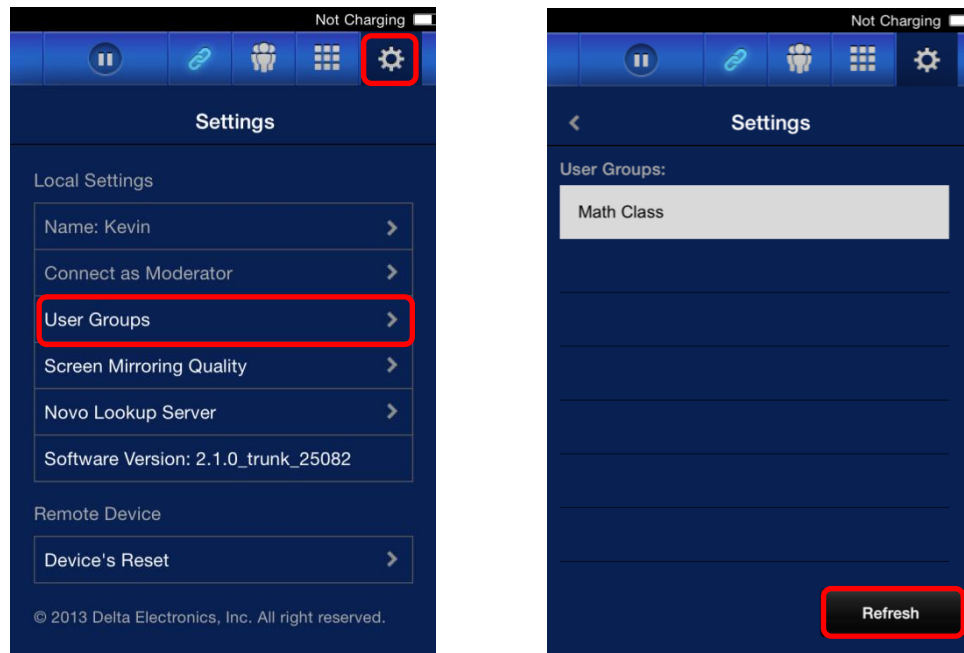 Not Charging
Settings
Local Settings
Name: Kevin
Connect as Moderator
User Groups
Screen Mirroring Quality
Novo Lookup Server
Software Version: 2.1.0_trunk_25082
Remote Device
Device's Reset
© 2013 Delta Electronics, Inc. All right reserved.
Not Charging
Settings
User Groups:
Math Class
Refresh